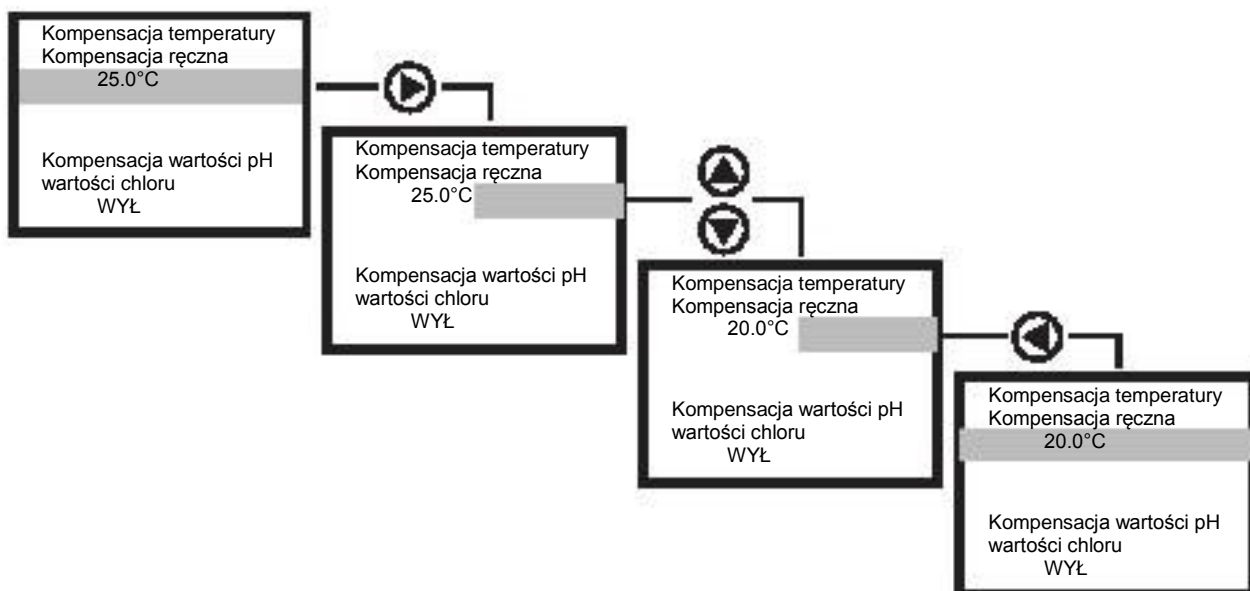 Kompensacja temperatury
Kompensacja ręczna
25.0°C
Kompensacja wartości pH
wartości chloru
WYŁ
Kompensacja temperatury
Kompensacja ręczna
25.0°C
Kompensacja wartości pH
wartości chloru
WYŁ
Kompensacja temperatury
Kompensacja ręczna
20.0°C
Kompensacja wartości pH
wartości chloru
WYŁ
Kompensacja temperatury
Kompensacja ręczna
20.0°C
Kompensacja wartości pH
wartości chloru
WYŁ